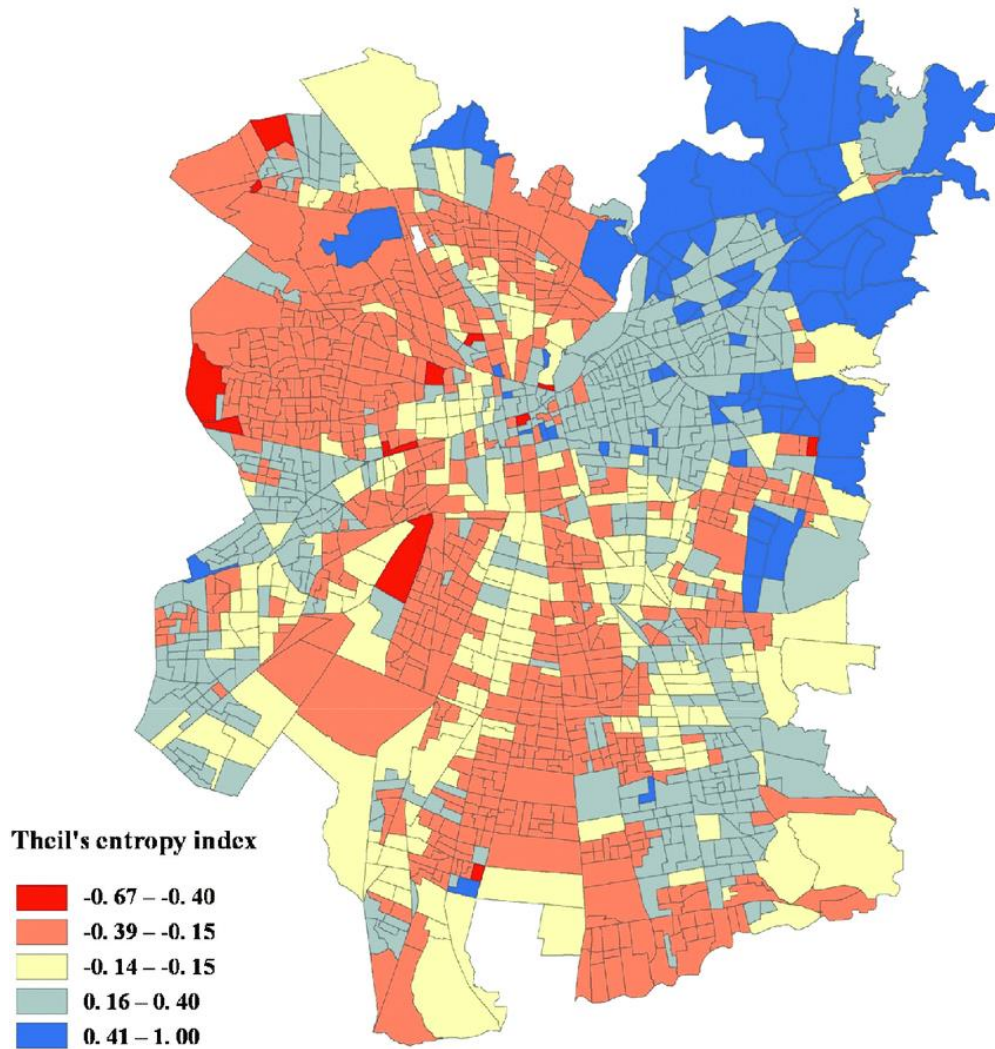 Theil's entropy index
-0. 67 – -0. 40
-0. 39 – -0. 15
-0. 14 – -0. 15
0. 16 – 0. 40
0. 41 – 1. 00